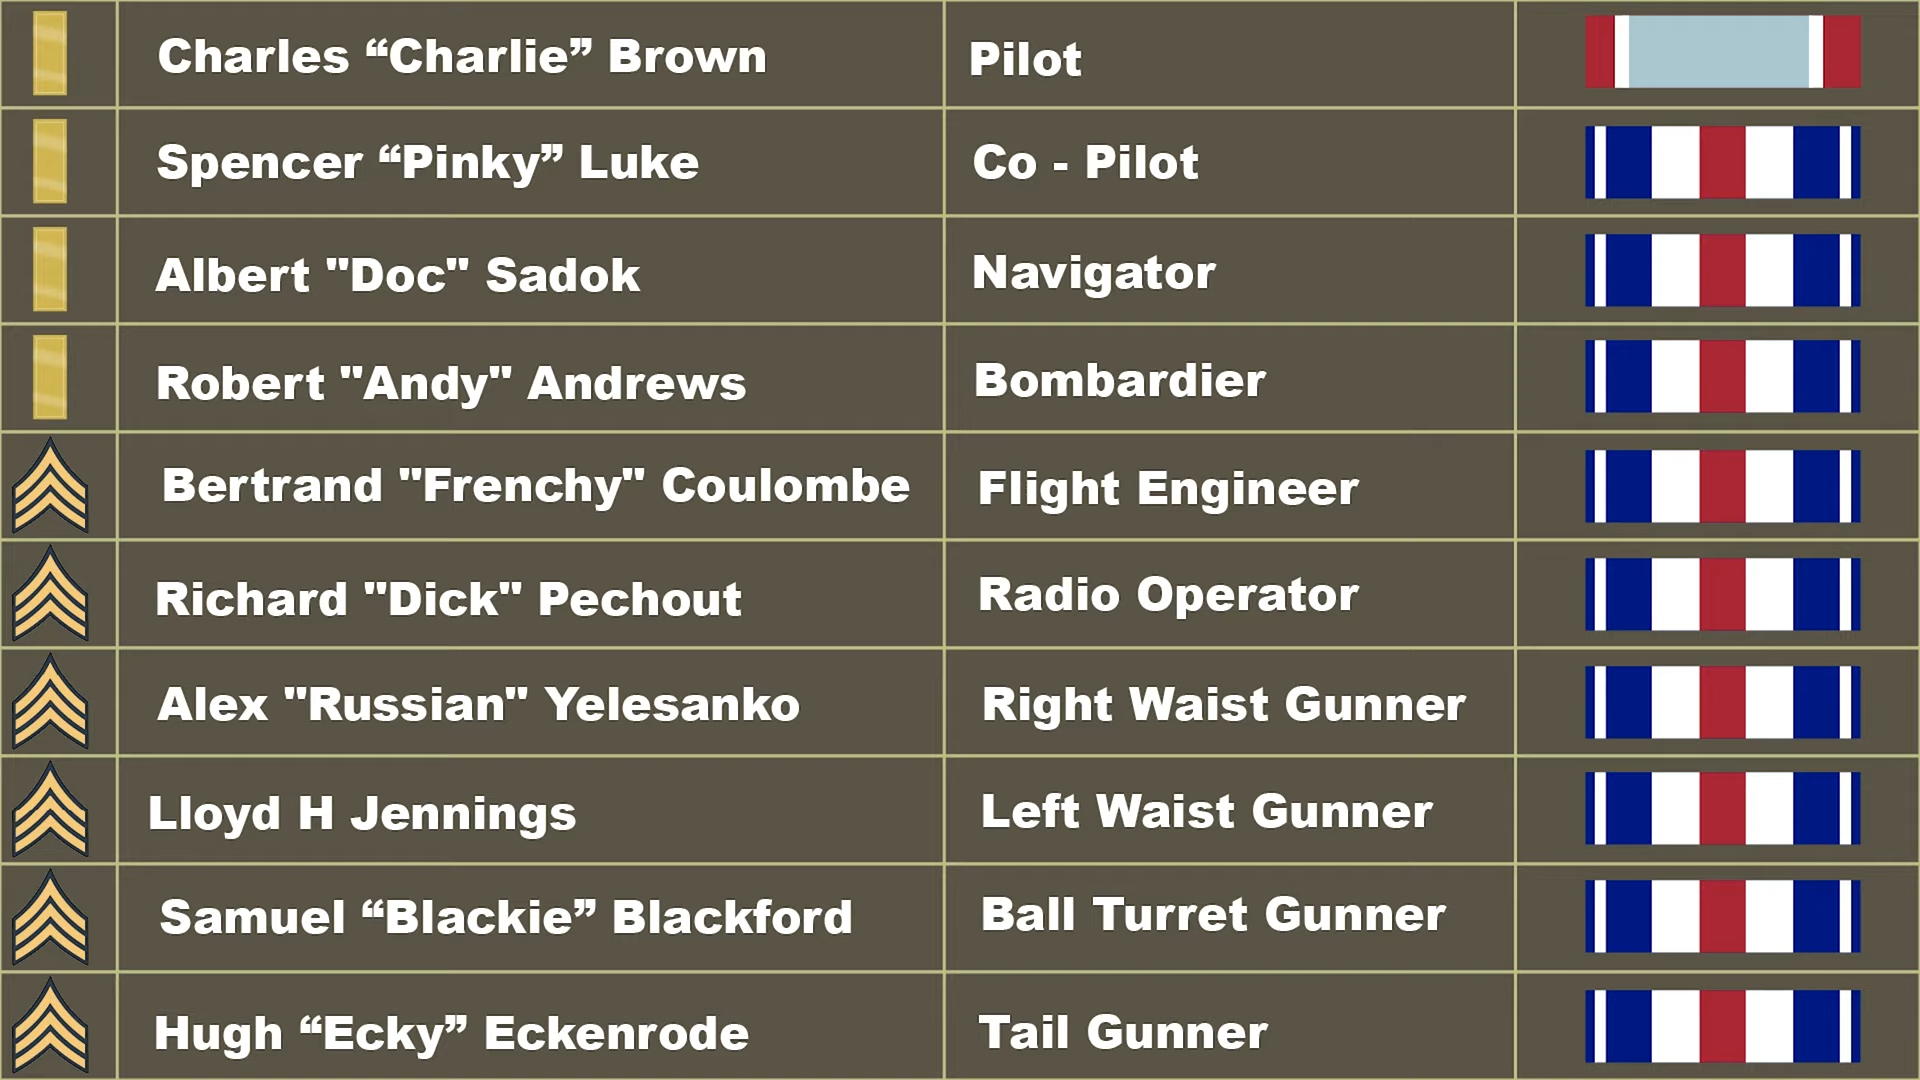 Charles “Charlie” Brown Pilot
Spencer “Pinky” Luke Co - Pilot
Albert "Doc" Sadok Navigator
Robert "Andy" Andrews Bombardier
Bertrand "Frenchy" Coulombe Flight Engineer
Richard "Dick" Pechout Radio Operator
Alex "Russian" Yelesanko Right Waist Gunner
Lloyd H Jennings Left Waist Gunner
Samuel “Blackie” Blackford Ball Turret Gunner
Hugh “Ecky” Eckenrode Tail Gunner